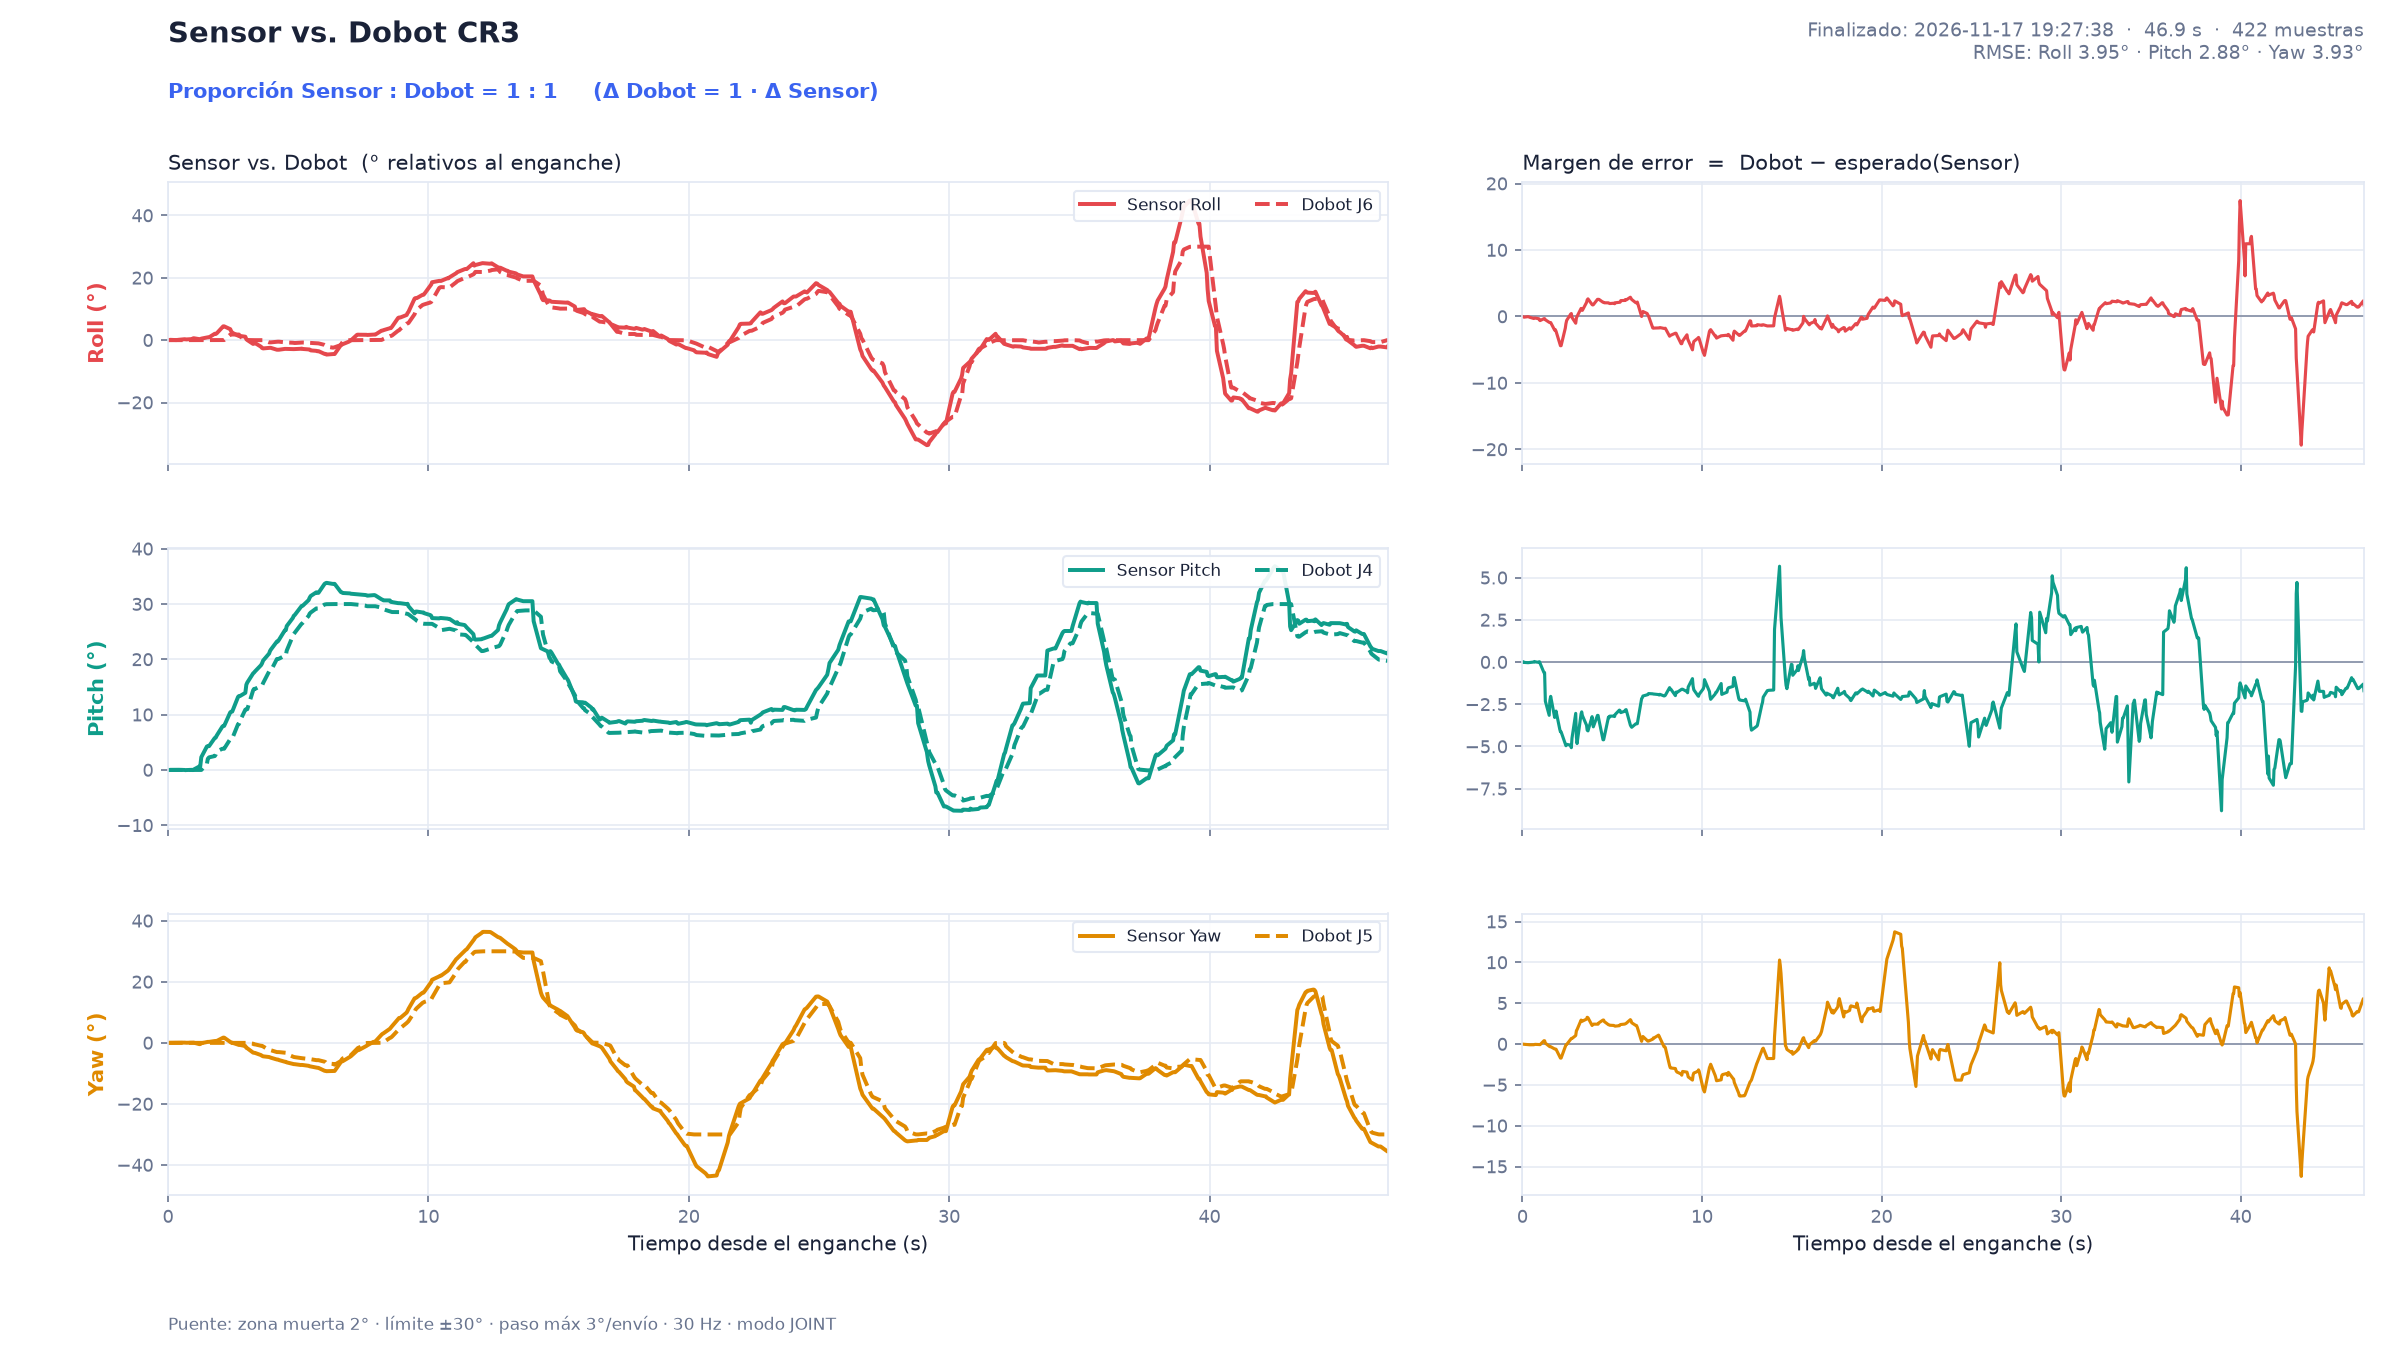 Sensor vs. Dobot CR3
Finalizado: 2026-11-17 19:27:38 · 46.9 s · 422 muestras
RMSE: Roll 3.95° · Pitch 2.88° · Yaw 3.93°
Proporción Sensor : Dobot = 1 : 1 (Δ Dobot = 1 · Δ Sensor)
Sensor vs. Dobot (° relativos al enganche)
Roll (°)
40
20
0
−20
Sensor Roll
Dobot J6
Margen de error = Dobot − esperado(Sensor)
20
10
0
−10
−20
Pitch (°)
40
30
20
10
0
−10
Sensor Pitch
Dobot J4
5.0
2.5
0.0
−2.5
−5.0
−7.5
Yaw (°)
40
20
0
−20
−40
Sensor Yaw
Dobot J5
0 10 20 30 40
Tiempo desde el enganche (s)
15
10
5
0
−5
−10
−15
0 10 20 30 40
Tiempo desde el enganche (s)
Puente: zona muerta 2° · límite ±30° · paso máx 3°/envío · 30 Hz · modo JOINT